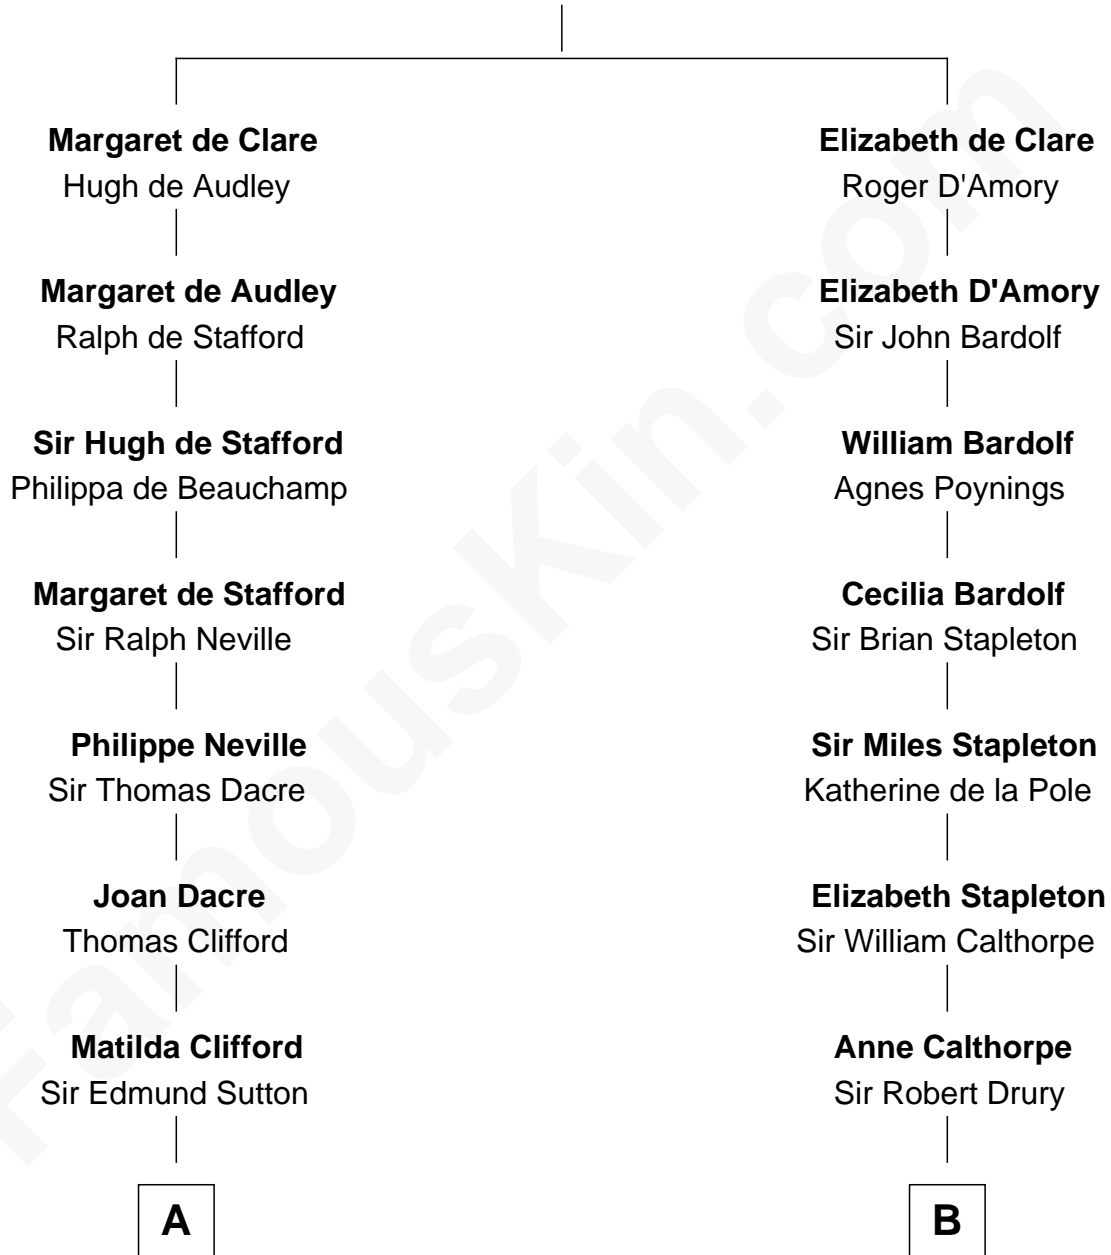 Margaret de Clare
Hugh de Audley
Margaret de Audley
Ralph de Stafford
Sir Hugh de Stafford
Philippa de Beauchamp
Margaret de Stafford
Sir Ralph Neville
Philippe Neville
Sir Thomas Dacre
Joan Dacre
Thomas Clifford
Matilda Clifford
Sir Edmund Sutton
A
Elizabeth de Clare
Roger D'Amory
Elizabeth D'Amory
Sir John Bardolf
William Bardolf
Agnes Poynings
Cecilia Bardolf
Sir Brian Stapleton
Sir Miles Stapleton
Katherine de la Pole
Elizabeth Stapleton
Sir William Calthorpe
Anne Calthorpe
Sir Robert Drury
B
FamousKin.com